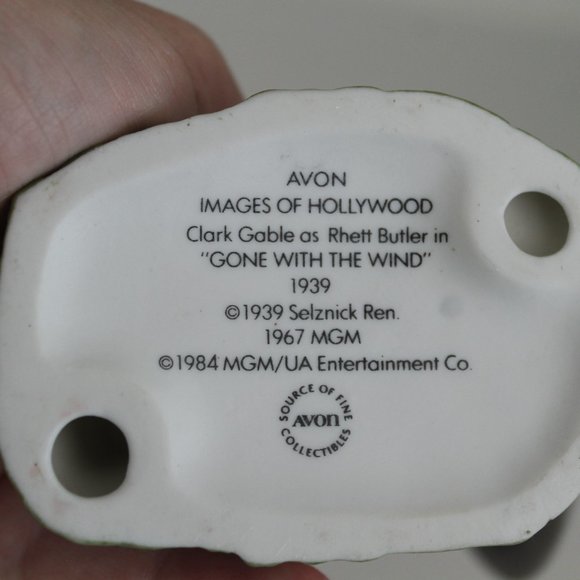 AVON
IMAGES OF HOLLYWOOD
Clark Gable as Rhett Butler in
"GONE WITH THE WIND"
1939
©1939 Selznick Ren.
1967 MGM
©1984 MGM/UA Entertainment Co.
SOURCE OF FINE
AVON
COLLECTIBLES